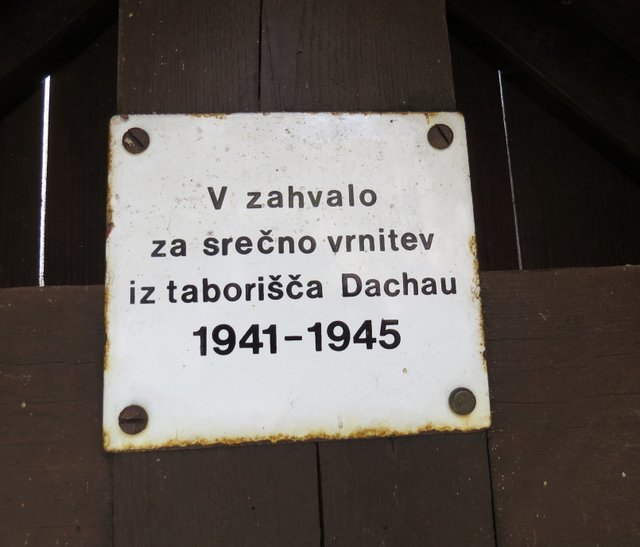 V zahvalo
za srečno vrnitev
iz taborišča Dachau
1941-1945